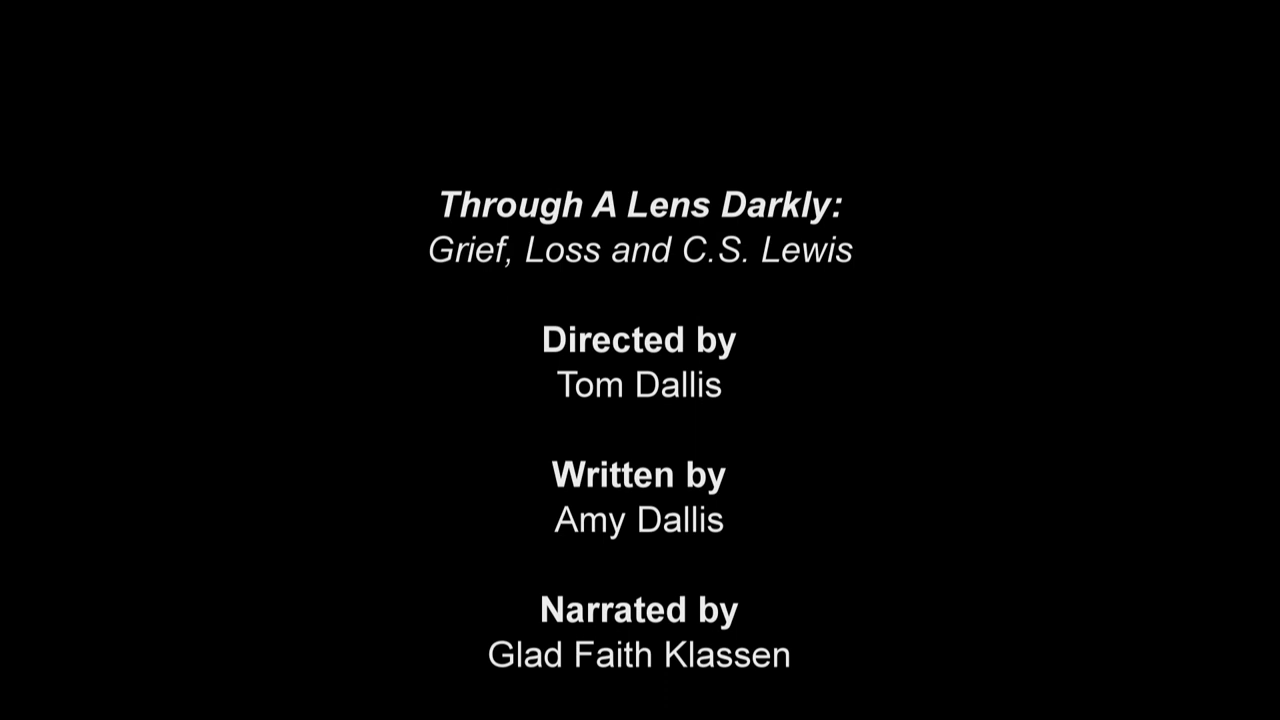 Through A Lens Darkly:
Grief, Loss and C.S. Lewis
Directed by
Tom Dallis
Written by
Amy Dallis
Narrated by
Glad Faith Klassen